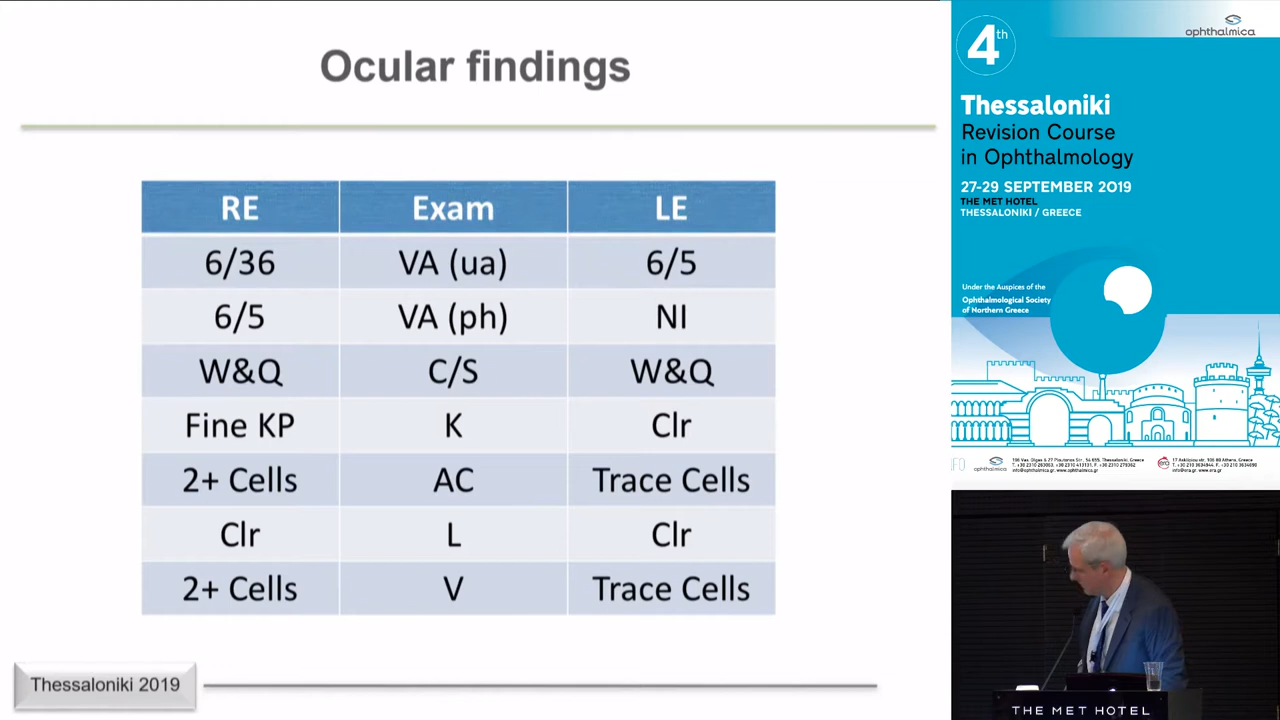 Ocular findings
RE Exam LE
6/36 VA (ua) 6/5
6/5 VA (ph) NI
W&Q C/S W&Q
Fine KP K Clr
2+ Cells AC Trace Cells
Clr L Clr
2+ Cells V Trace Cells
Thessaloniki 2019
ophthalmica
4th
Thessaloniki
Revision Course
in Ophthalmology
27-29 SEPTEMBER 2019
THE MET HOTEL
THESSALONIKI / GREECE
Under the Auspices of the
Ophthalmological Society
of Northern Greece
ophthalmica
THE MET HOTEL